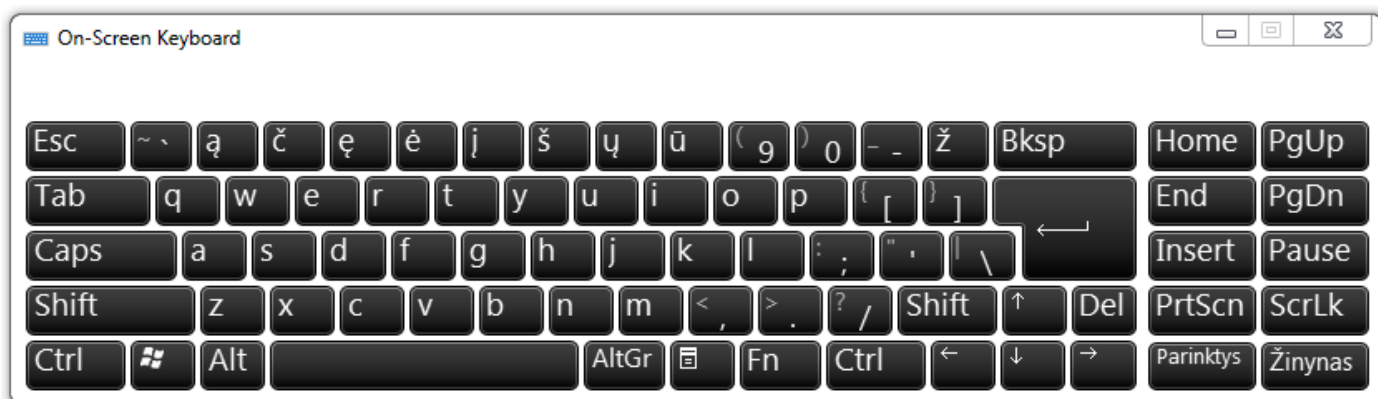 On-Screen Keyboard
Esc ~ ` ą č ę ė į š ų ū ( 9 ) 0 _ - ž Bksp Home PgUp
Tab q w e r t y u i o p { [ } ] End PgDn
Caps a s d f g h j k l : ; " ' | \ Insert Pause
Shift z x c v b n m < , > . ? / Shift ↑ Del PrtScn ScrLk
Ctrl Alt AltGr Fn Ctrl ← ↓ → Parinktys Žinynas